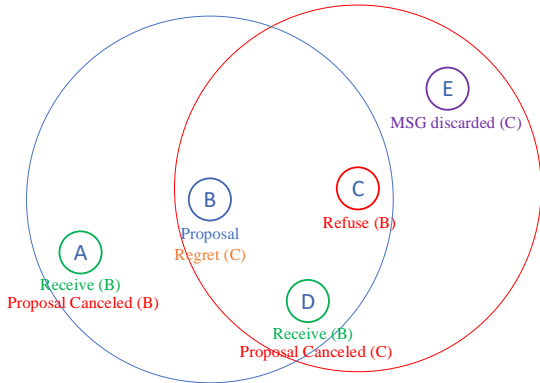 E
MSG discarded (C)
B
Proposal
Regret (C)
C
Refuse (B)
A
Receive (B)
Proposal Canceled (B)
D
Receive (B)
Proposal Canceled (C)